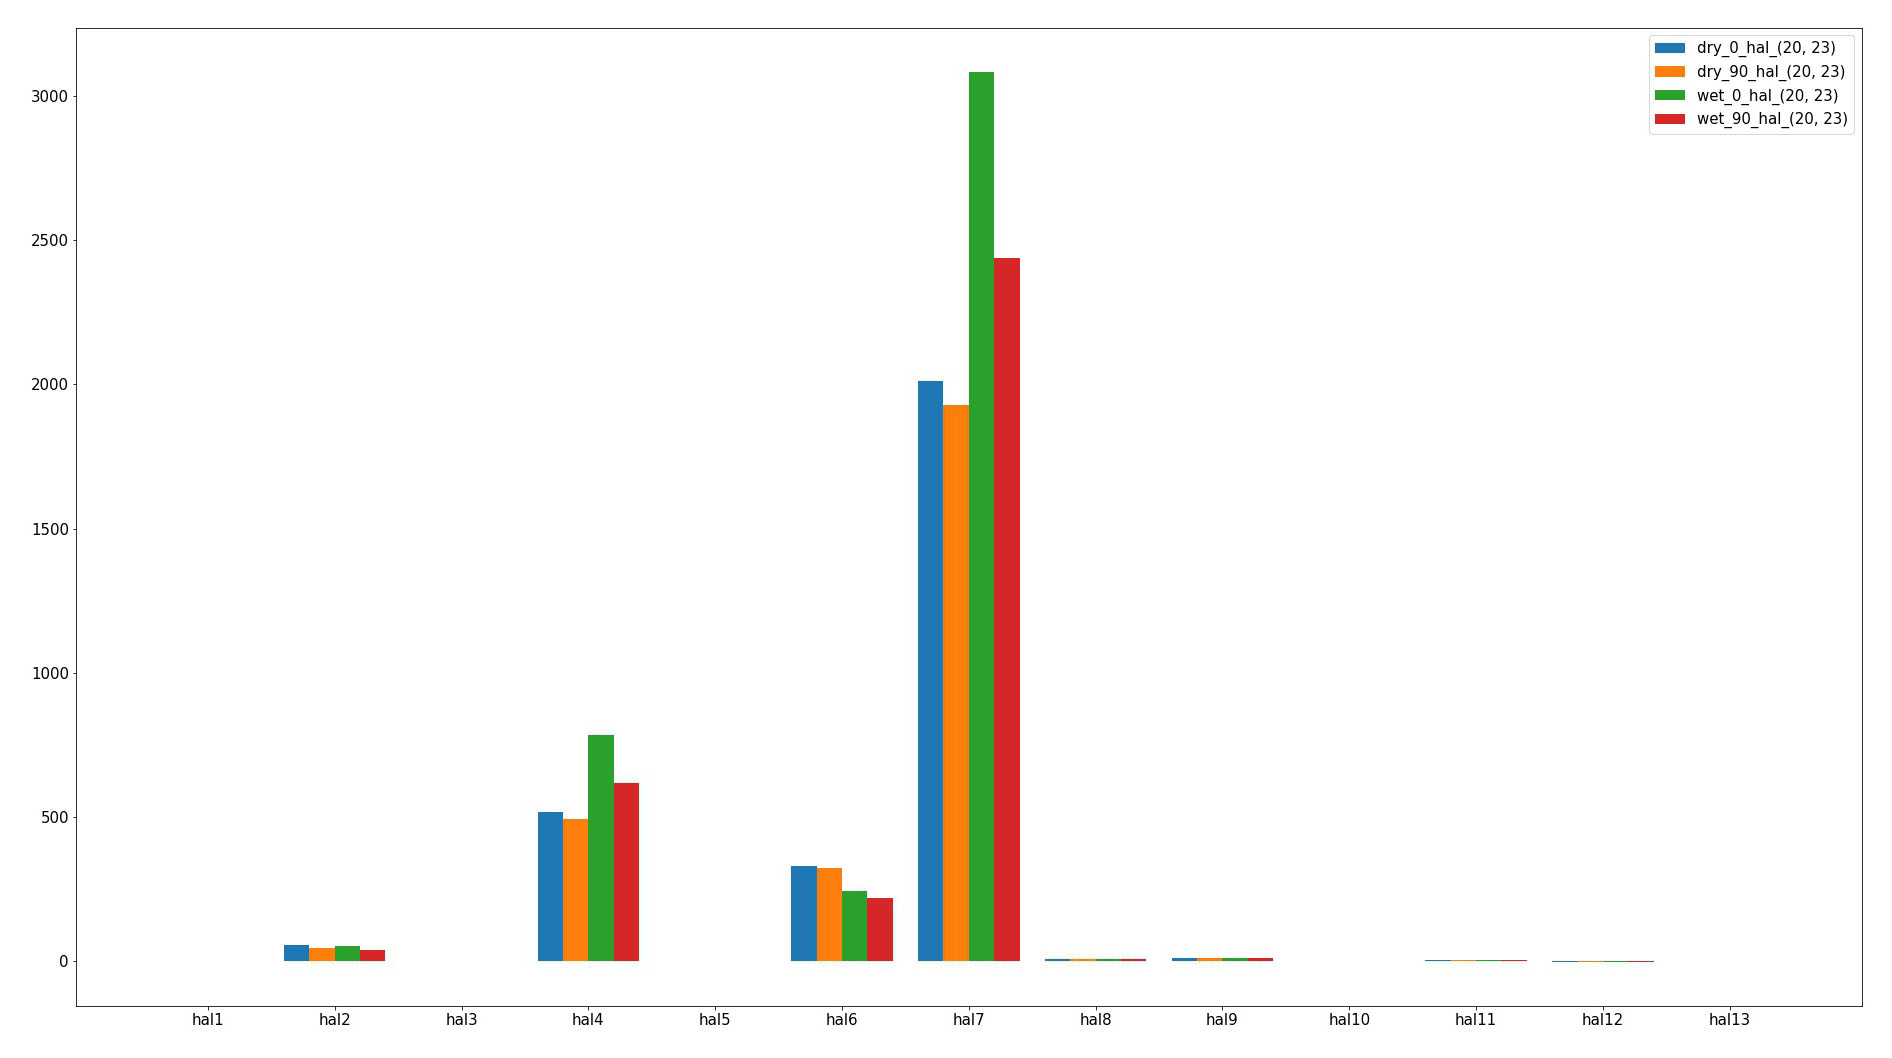 dry_0_hal_(20, 23)
dry_90_hal_(20, 23)
wet_0_hal_(20, 23)
wet_90_hal_(20, 23)
3000
2500
2000
1500
1000
500
0
hal1 hal2 hal3 hal4 hal5 hal6 hal7 hal8 hal9 hal10 hal11 hal12 hal13